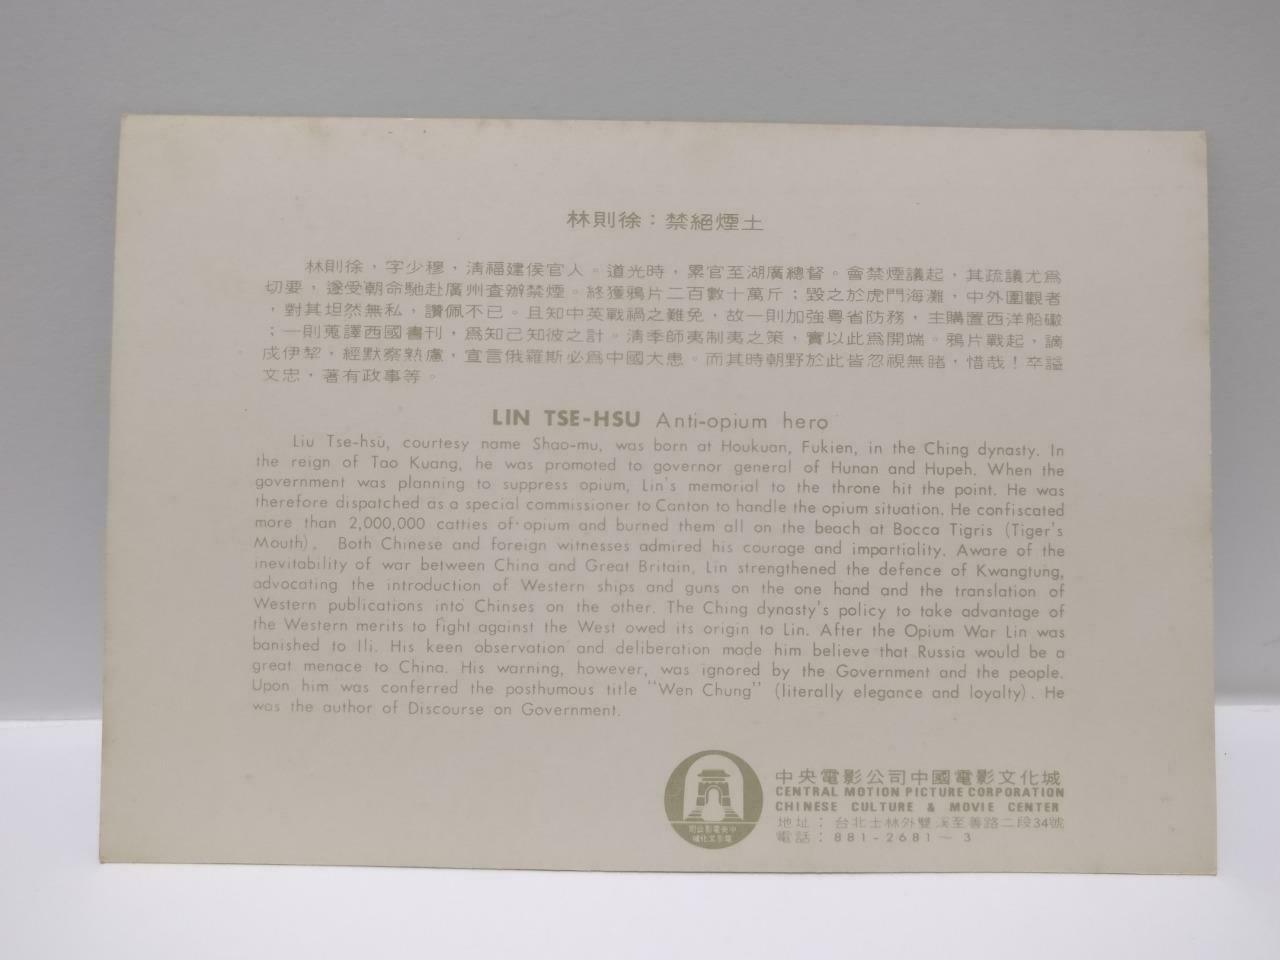 林則徐：禁絕煙土
林則徐，字少穆，淸福建侯官人。道光時，累官至湖廣總督。會禁煙議起，其疏議尤爲
切要，遂受朝命馳赴廣州查辦禁煙。終獲鴉片二百數十萬斤；毀之於虎門海灘，中外圍觀者
，對其坦然無私，讚佩不已。且知中英戰禍之難免，故一則加強粵省防務，主購置西洋船礮
；一則蒐譯西國書刊，爲知己知彼之計。淸季師夷制夷之策，實以此爲開端。鴉片戰起，謫
戍伊犂，經默察熟慮，宣言俄羅斯必爲中國大患。而其時朝野於此皆忽視無睹，惜哉！卒謚
文忠，著有政事等。
LIN TSE-HSU Anti-opium hero
Liu Tse-hsu, courtesy name Shao-mu, was born at Houkuan, Fukien, in the Ching dynasty. In
the reign of Tao Kuang, he was promoted to governor general of Hunan and Hupeh. When the
government was planning to suppress opium, Lin's memorial to the throne hit the point. He was
therefore dispatched as a special commissioner to Canton to handle the opium situation. He confiscated
more than 2,000,000 catties of opium and burned them all on the beach at Bocca Tigris (Tiger's
Mouth). Both Chinese and foreign witnesses admired his courage and impartiality. Aware of the
inevitability of war between China and Great Britain, Lin strengthened the defence of Kwangtung,
advocating the introduction of Western ships and guns on the one hand and the translation of
Western publications into Chinses on the other. The Ching dynasty's policy to take advantage of
the Western merits to fight against the West owed its origin to Lin. After the Opium War Lin was
banished to Ili. His keen observation and deliberation made him believe that Russia would be a
great menace to China. His warning, however, was ignored by the Government and the people.
Upon him was conferred the posthumous title "Wen Chung" (literally elegance and loyalty). He
was the author of Discourse on Government.
中央電影公司中國電影文化城
CENTRAL MOTION PICTURE CORPORATION
CHINESE CULTURE & MOVIE CENTER
地址：台北士林外雙溪至善路二段34號
電話：881-2681～3
司公影電央中
城化文影電